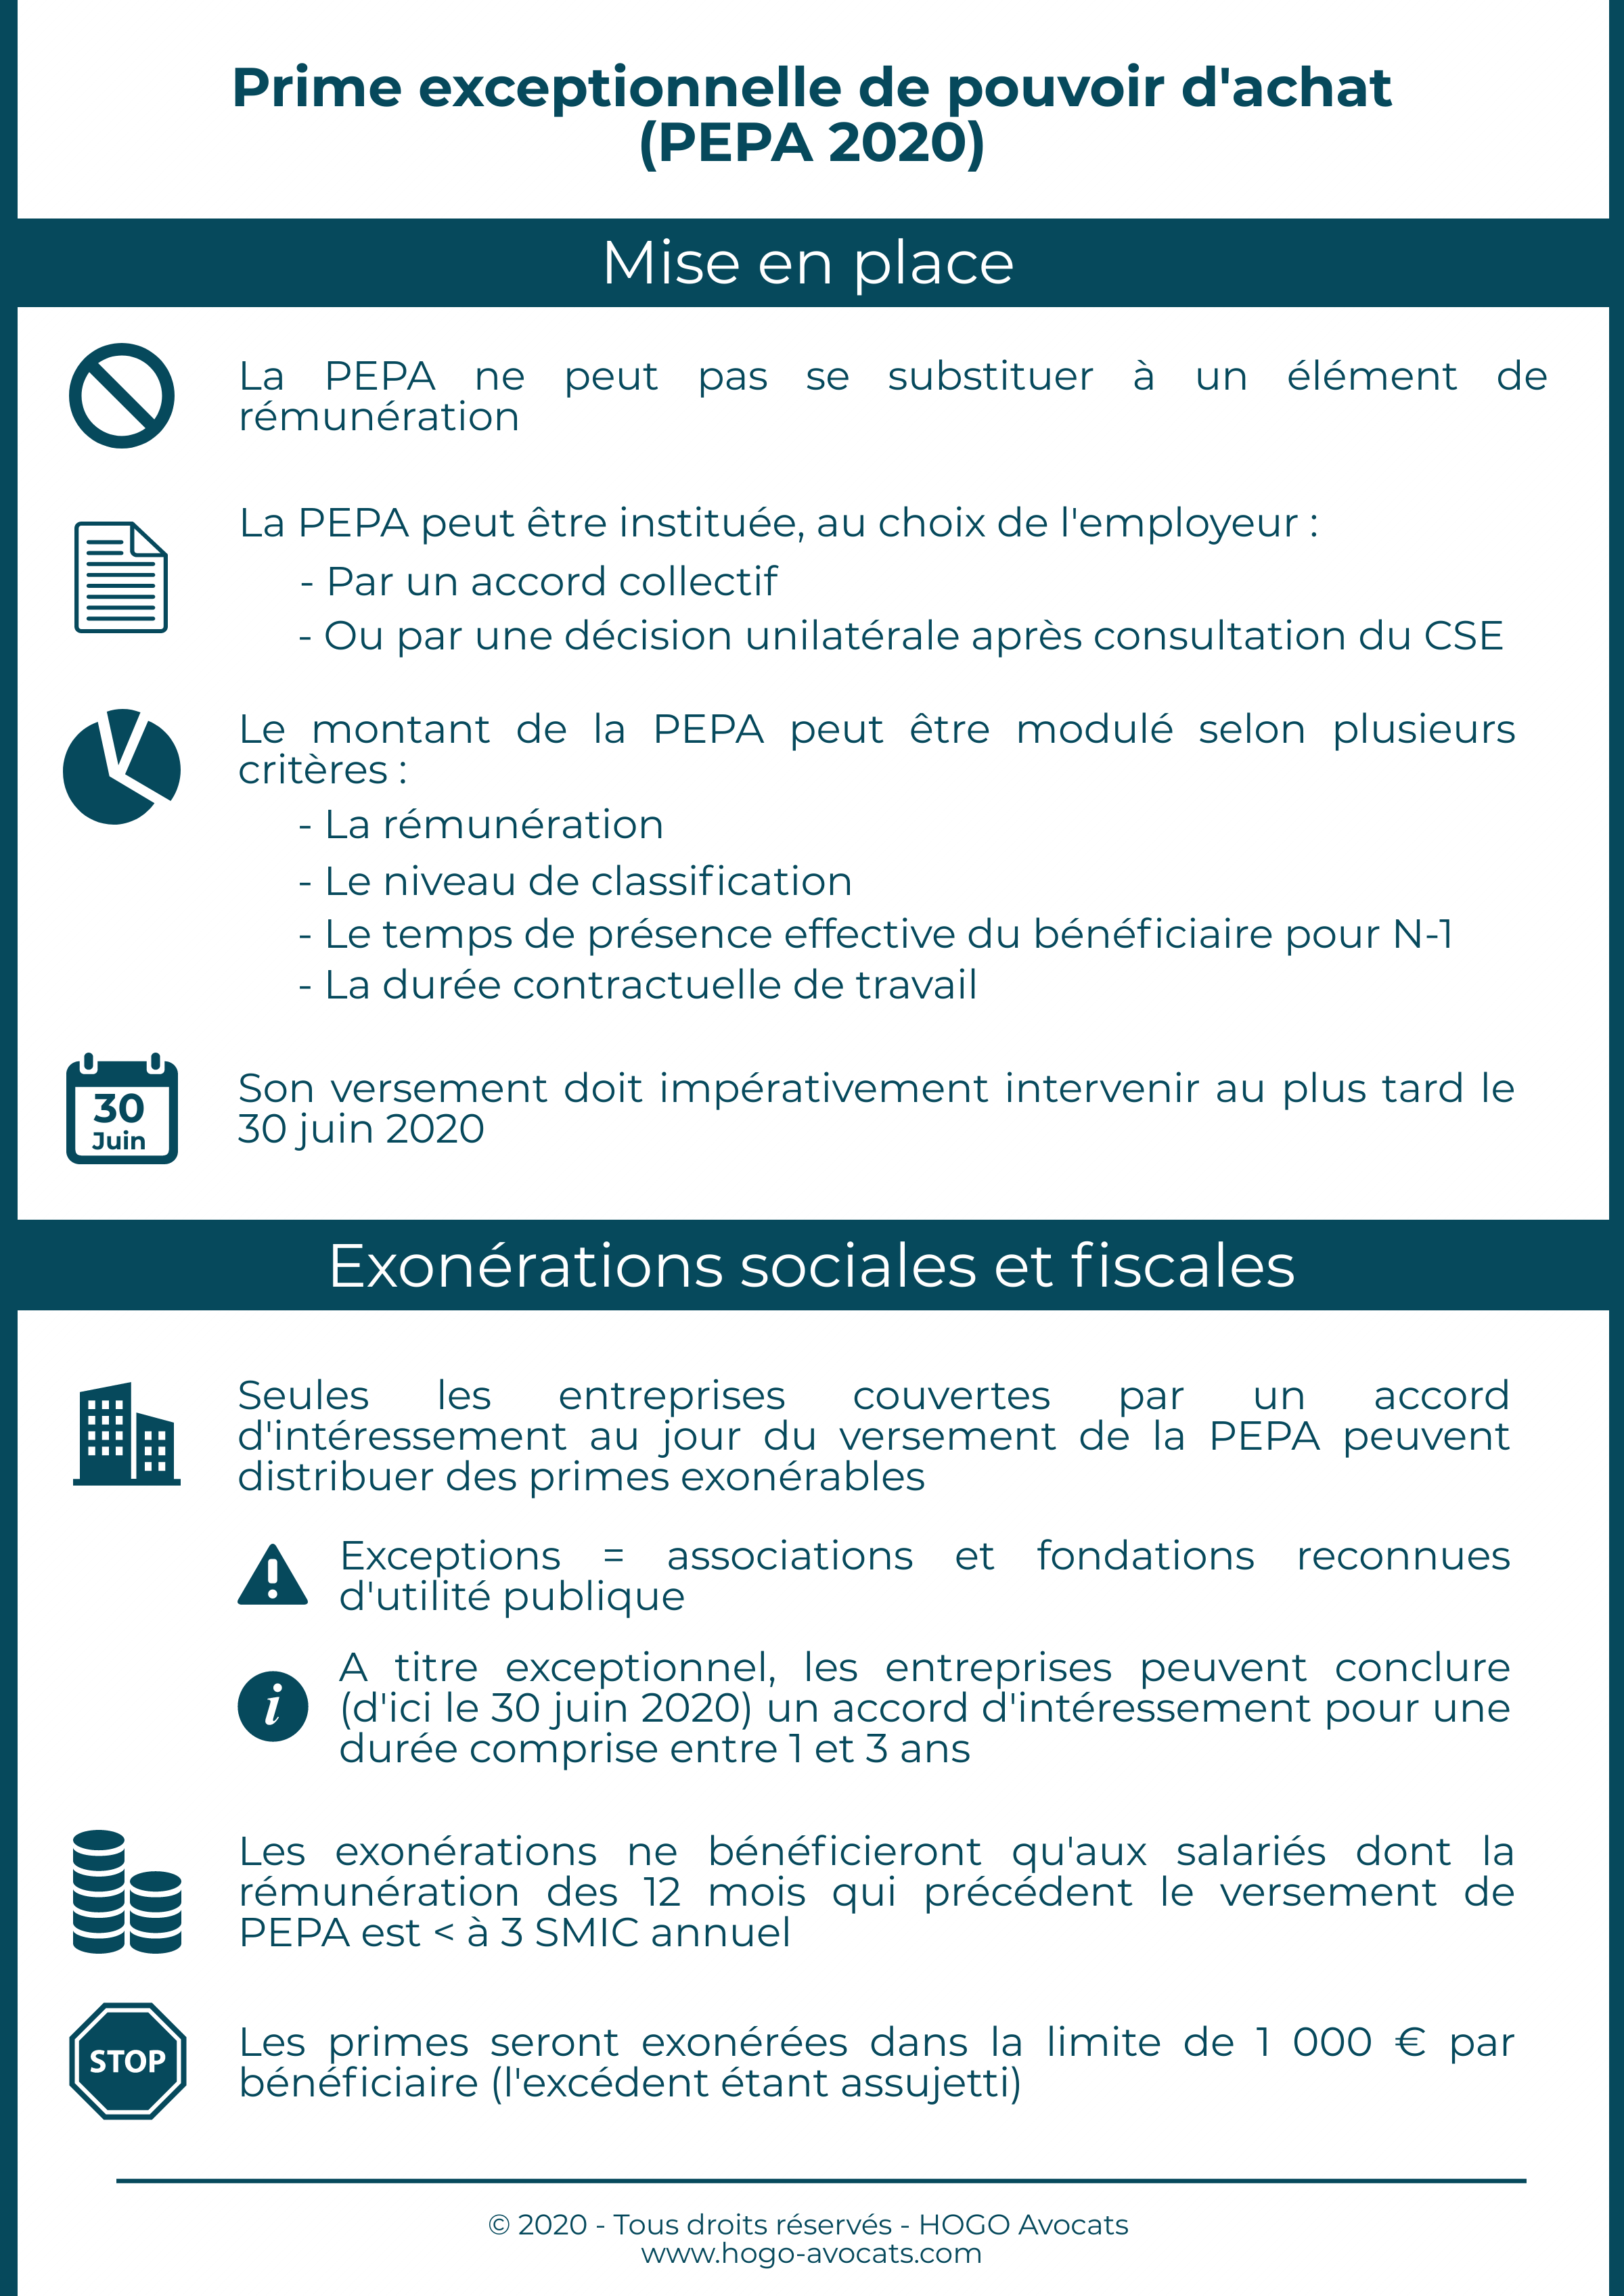 Prime exceptionnelle de pouvoir d'achat
(PEPA 2020)
Mise en place
La PEPA ne peut pas se substituer à un élément de
rémunération
La PEPA peut être instituée, au choix de l'employeur :
- Par un accord collectif
- Ou par une décision unilatérale après consultation du CSE
Le montant de la PEPA peut être modulé selon plusieurs
critères :
- La rémunération
- Le niveau de classification
- Le temps de présence effective du bénéficiaire pour N-1
- La durée contractuelle de travail
30
Juin
Son versement doit impérativement intervenir au plus tard le
30 juin 2020
Exonérations sociales et fiscales
Seules les entreprises couvertes par un accord
d'intéressement au jour du versement de la PEPA peuvent
distribuer des primes exonérables
Exceptions = associations et fondations reconnues
d'utilité publique
A titre exceptionnel, les entreprises peuvent conclure
(d'ici le 30 juin 2020) un accord d'intéressement pour une
durée comprise entre 1 et 3 ans
Les exonérations ne bénéficieront qu'aux salariés dont la
rémunération des 12 mois qui précédent le versement de
PEPA est < à 3 SMIC annuel
STOP
Les primes seront exonérées dans la limite de 1 000 € par
bénéficiaire (l'excédent étant assujetti)
© 2020 - Tous droits réservés - HOGO Avocats
www.hogo-avocats.com